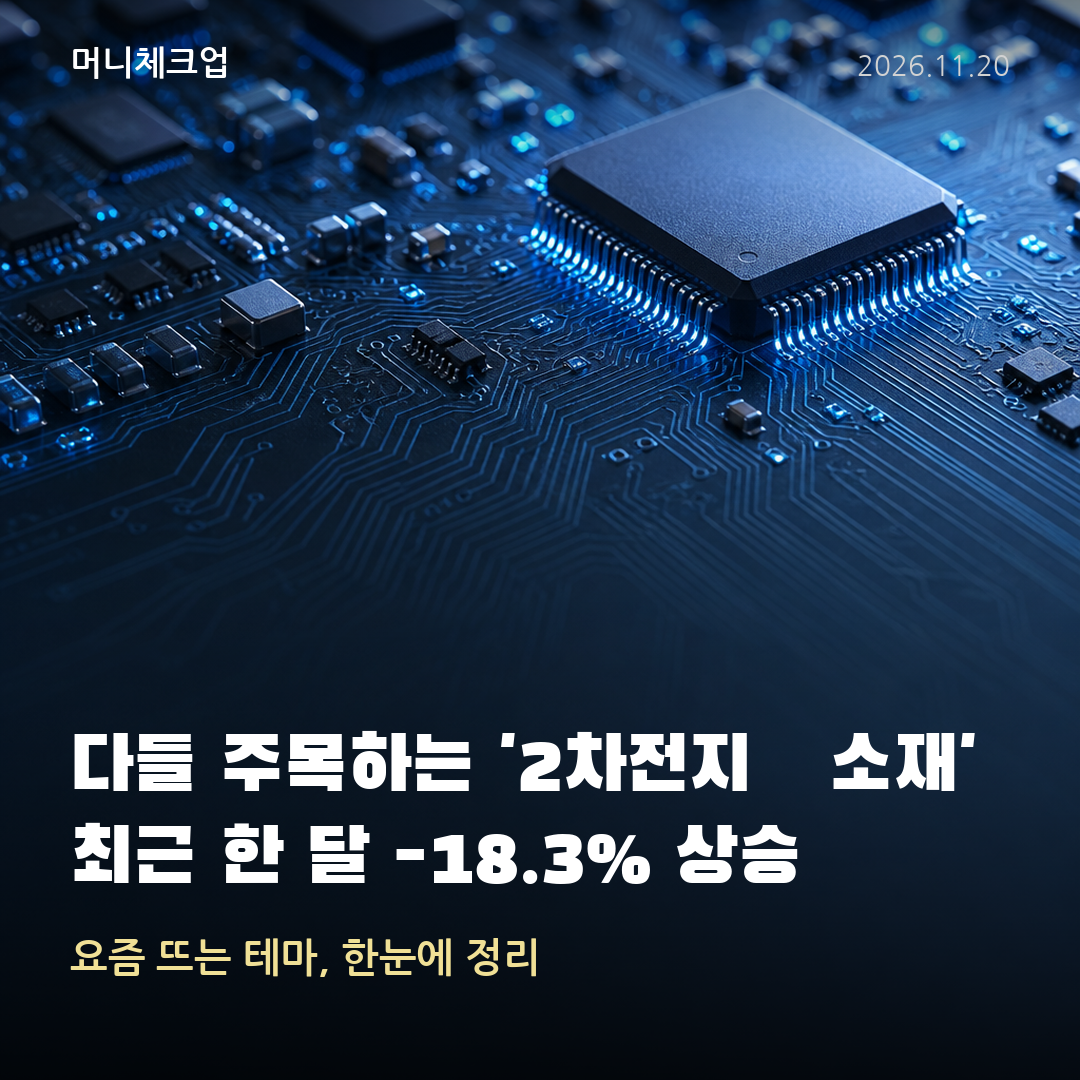 머니체크업
2026.11.20
다들 주목하는 '2차전지   소재'
최근 한 달 -18.3% 상승
요즘 뜨는 테마, 한눈에 정리